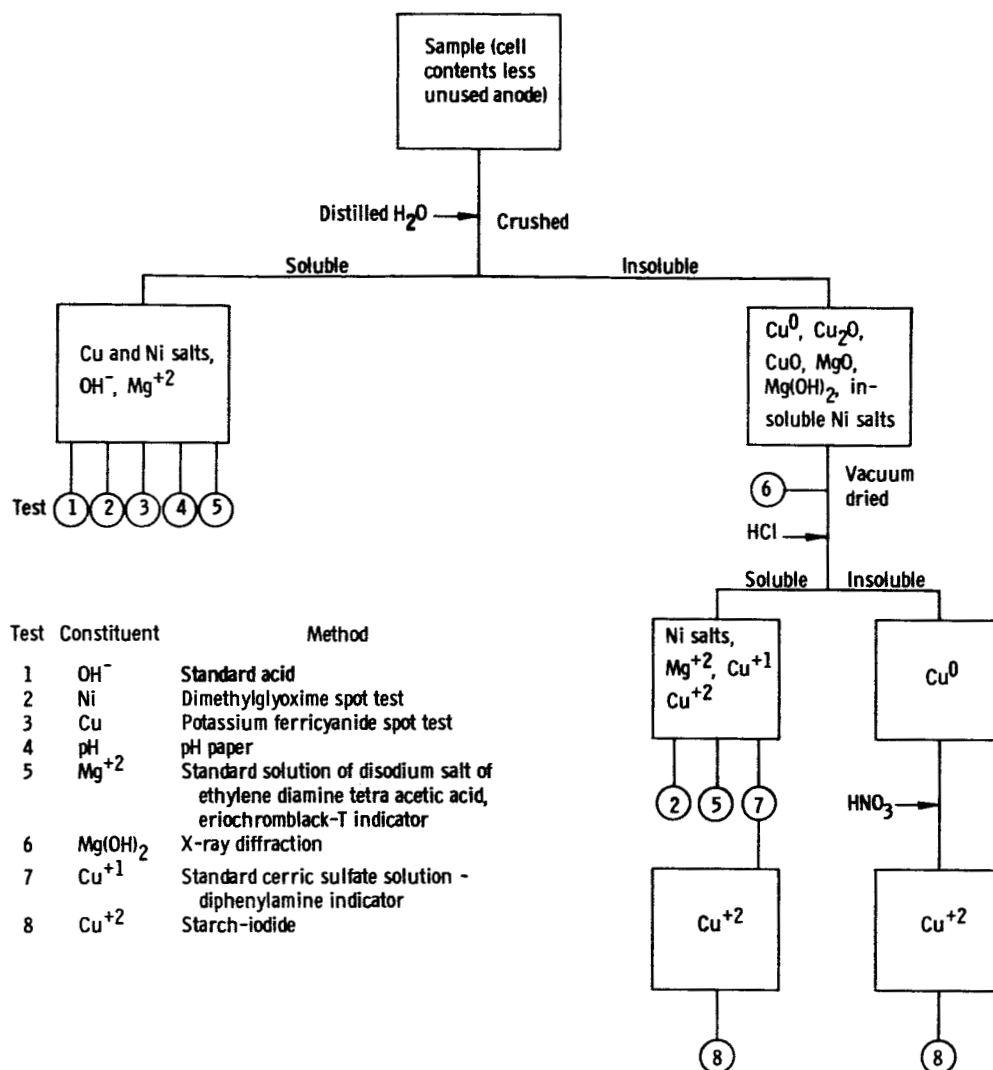 Sample (cell
contents less
unused anode)
Distilled H₂O
Crushed
Soluble
Insoluble
Cu and Ni salts,
OH⁻, Mg⁺²
Cu⁰, Cu₂O,
CuO, MgO,
Mg(OH)₂, in-
soluble Ni salts
Test 1 2 3 4 5
6
Vacuum
dried
HCl
Soluble
Insoluble
Ni salts,
Mg⁺², Cu⁺¹
Cu⁺²
Cu⁰
2 5 7
HNO₃
Cu⁺²
Cu⁺²
8
8
Test Constituent Method
1 OH⁻ Standard acid
2 Ni Dimethylglyoxime spot test
3 Cu Potassium ferricyanide spot test
4 pH pH paper
5 Mg⁺² Standard solution of disodium salt of
ethylene diamine tetra acetic acid,
eriochromblack-T indicator
6 Mg(OH)₂ X-ray diffraction
7 Cu⁺¹ Standard cerric sulfate solution -
diphenylamine indicator
8 Cu⁺² Starch-iodide